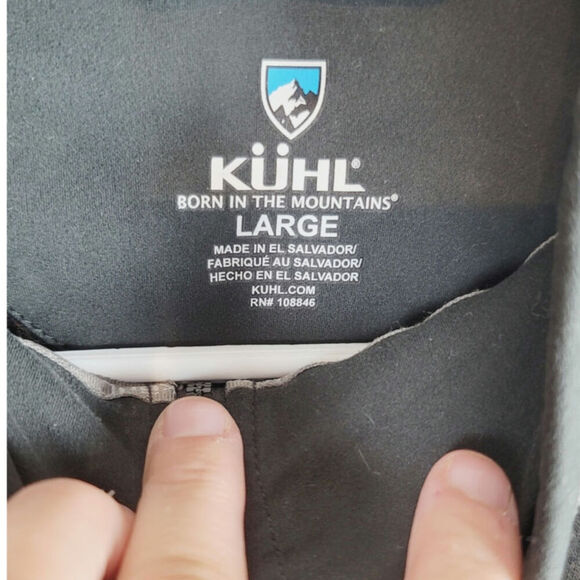 KÜHL®
BORN IN THE MOUNTAINS®
LARGE
MADE IN EL SALVADOR/
FABRIQUÉ AU SALVADOR/
HECHO EN EL SALVADOR
KUHL.COM
RN# 108846